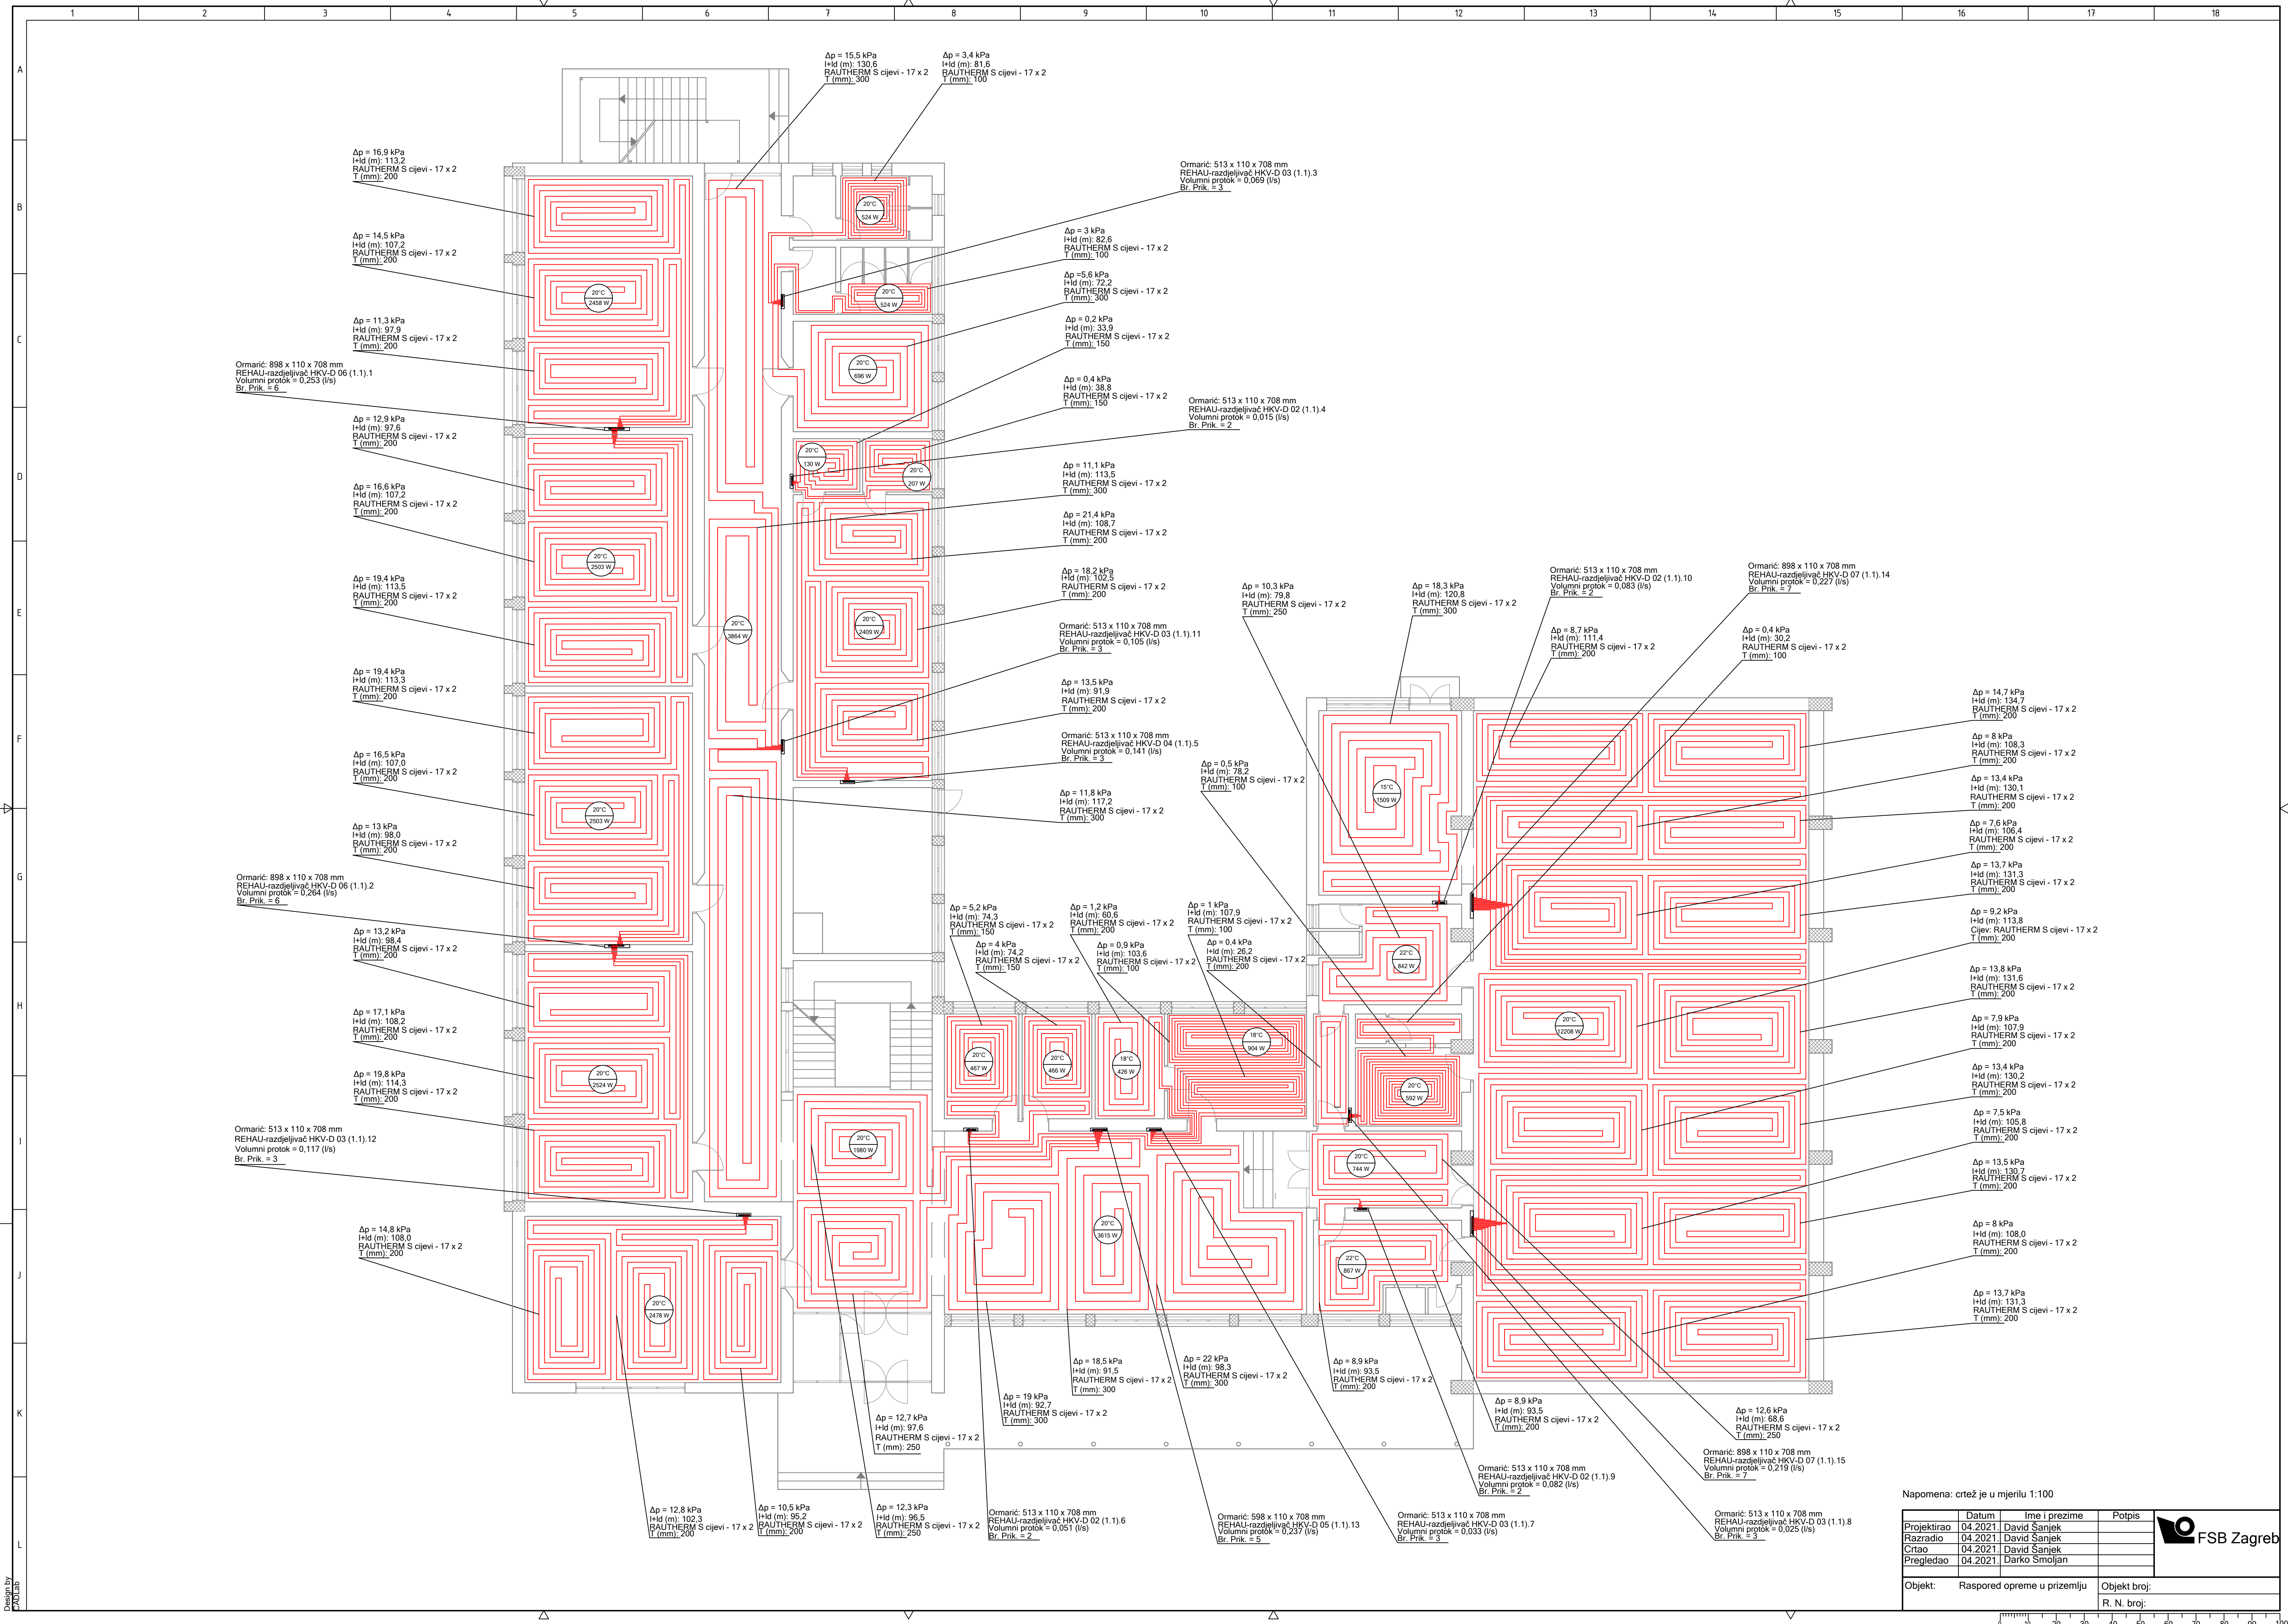 1 2 3 4 5 6 7 8 9 10 11 12 13 14 15 16 17 18
A
B
C
D
E
F
G
H
I
J
K
L
Δp = 15,5 kPa
l+ld (m): 130,6
RAUTHERM S cijevi - 17 x 2
T (mm): 300
Δp = 3,4 kPa
l+ld (m): 81,6
RAUTHERM S cijevi - 17 x 2
T (mm): 100
Δp = 16,9 kPa
l+ld (m): 113,2
RAUTHERM S cijevi - 17 x 2
T (mm): 200
Δp = 14,5 kPa
l+ld (m): 107,2
RAUTHERM S cijevi - 17 x 2
T (mm): 200
Δp = 11,3 kPa
l+ld (m): 97,9
RAUTHERM S cijevi - 17 x 2
T (mm): 200
Ormarić: 898 x 110 x 708 mm
REHAU-razdjeljivač HKV-D 06 (1.1).1
Volumni protok = 0,253 (l/s)
Br. Prik. = 6
Δp = 12,9 kPa
l+ld (m): 97,6
RAUTHERM S cijevi - 17 x 2
T (mm): 200
Δp = 16,6 kPa
l+ld (m): 107,2
RAUTHERM S cijevi - 17 x 2
T (mm): 200
Δp = 19,4 kPa
l+ld (m): 113,5
RAUTHERM S cijevi - 17 x 2
T (mm): 200
Δp = 19,4 kPa
l+ld (m): 113,3
RAUTHERM S cijevi - 17 x 2
T (mm): 200
Δp = 16,5 kPa
l+ld (m): 107,0
RAUTHERM S cijevi - 17 x 2
T (mm): 200
Δp = 13 kPa
l+ld (m): 98,0
RAUTHERM S cijevi - 17 x 2
T (mm): 200
Ormarić: 898 x 110 x 708 mm
REHAU-razdjeljivač HKV-D 06 (1.1).2
Volumni protok = 0,264 (l/s)
Br. Prik. = 6
Δp = 13,2 kPa
l+ld (m): 98,4
RAUTHERM S cijevi - 17 x 2
T (mm): 200
Δp = 17,1 kPa
l+ld (m): 108,2
RAUTHERM S cijevi - 17 x 2
T (mm): 200
Δp = 19,8 kPa
l+ld (m): 114,3
RAUTHERM S cijevi - 17 x 2
T (mm): 200
Ormarić: 513 x 110 x 708 mm
REHAU-razdjeljivač HKV-D 03 (1.1).12
Volumni protok = 0,117 (l/s)
Br. Prik. = 3
Δp = 14,8 kPa
l+ld (m): 108,0
RAUTHERM S cijevi - 17 x 2
T (mm): 200
Ormarić: 513 x 110 x 708 mm
REHAU-razdjeljivač HKV-D 03 (1.1).3
Volumni protok = 0,069 (l/s)
Br. Prik. = 3
Δp = 3 kPa
l+ld (m): 82,6
RAUTHERM S cijevi - 17 x 2
T (mm): 100
Δp =5,6 kPa
l+ld (m): 72,2
RAUTHERM S cijevi - 17 x 2
T (mm): 300
Δp = 0,2 kPa
l+ld (m): 33,9
RAUTHERM S cijevi - 17 x 2
T (mm): 150
Δp = 0,4 kPa
l+ld (m): 38,8
RAUTHERM S cijevi - 17 x 2
T (mm): 150
Ormarić: 513 x 110 x 708 mm
REHAU-razdjeljivač HKV-D 02 (1.1).4
Volumni protok = 0,015 (l/s)
Br. Prik. = 2
Δp = 11,1 kPa
l+ld (m): 113,5
RAUTHERM S cijevi - 17 x 2
T (mm): 300
Δp = 21,4 kPa
l+ld (m): 108,7
RAUTHERM S cijevi - 17 x 2
T (mm): 200
Δp = 18,2 kPa
l+ld (m): 102,5
RAUTHERM S cijevi - 17 x 2
T (mm): 200
Ormarić: 513 x 110 x 708 mm
REHAU-razdjeljivač HKV-D 03 (1.1).11
Volumni protok = 0,105 (l/s)
Br. Prik. = 3
Δp = 13,5 kPa
l+ld (m): 91,9
RAUTHERM S cijevi - 17 x 2
T (mm): 200
Ormarić: 513 x 110 x 708 mm
REHAU-razdjeljivač HKV-D 04 (1.1).5
Volumni protok = 0,141 (l/s)
Br. Prik. = 3
Δp = 11,8 kPa
l+ld (m): 117,2
RAUTHERM S cijevi - 17 x 2
T (mm): 300
Δp = 10,3 kPa
l+ld (m): 79,8
RAUTHERM S cijevi - 17 x 2
T (mm): 250
Δp = 18,3 kPa
l+ld (m): 120,8
RAUTHERM S cijevi - 17 x 2
T (mm): 300
Ormarić: 513 x 110 x 708 mm
REHAU-razdjeljivač HKV-D 02 (1.1).10
Volumni protok = 0,083 (l/s)
Br. Prik. = 2
Ormarić: 898 x 110 x 708 mm
REHAU-razdjeljivač HKV-D 07 (1.1).14
Volumni protok = 0,227 (l/s)
Br. Prik. = 7
Δp = 8,7 kPa
l+ld (m): 111,4
RAUTHERM S cijevi - 17 x 2
T (mm): 200
Δp = 0,4 kPa
l+ld (m): 30,2
RAUTHERM S cijevi - 17 x 2
T (mm): 100
Δp = 0,5 kPa
l+ld (m): 78,2
RAUTHERM S cijevi - 17 x 2
T (mm): 100
Δp = 5,2 kPa
l+ld (m): 74,3
RAUTHERM S cijevi - 17 x 2
T (mm): 150
Δp = 4 kPa
l+ld (m): 74,2
RAUTHERM S cijevi - 17 x 2
T (mm): 150
Δp = 1,2 kPa
l+ld (m): 60,6
RAUTHERM S cijevi - 17 x 2
T (mm): 200
Δp = 0,9 kPa
l+ld (m): 103,6
RAUTHERM S cijevi - 17 x 2
T (mm): 100
Δp = 1 kPa
l+ld (m): 107,9
RAUTHERM S cijevi - 17 x 2
T (mm): 100
Δp = 0,4 kPa
l+ld (m): 26,2
RAUTHERM S cijevi - 17 x 2
T (mm): 200
Δp = 14,7 kPa
l+ld (m): 134,7
RAUTHERM S cijevi - 17 x 2
T (mm): 200
Δp = 8 kPa
l+ld (m): 108,3
RAUTHERM S cijevi - 17 x 2
T (mm): 200
Δp = 13,4 kPa
l+ld (m): 130,1
RAUTHERM S cijevi - 17 x 2
T (mm): 200
Δp = 7,6 kPa
l+ld (m): 106,4
RAUTHERM S cijevi - 17 x 2
T (mm): 200
Δp = 13,7 kPa
l+ld (m): 131,3
RAUTHERM S cijevi - 17 x 2
T (mm): 200
Δp = 9,2 kPa
l+ld (m): 113,8
Cijev: RAUTHERM S cijevi - 17 x 2
T (mm): 200
Δp = 13,8 kPa
l+ld (m): 131,6
RAUTHERM S cijevi - 17 x 2
T (mm): 200
Δp = 7,9 kPa
l+ld (m): 107,9
RAUTHERM S cijevi - 17 x 2
T (mm): 200
Δp = 13,4 kPa
l+ld (m): 130,2
RAUTHERM S cijevi - 17 x 2
T (mm): 200
Δp = 7,5 kPa
l+ld (m): 105,8
RAUTHERM S cijevi - 17 x 2
T (mm): 200
Δp = 13,5 kPa
l+ld (m): 130,7
RAUTHERM S cijevi - 17 x 2
T (mm): 200
Δp = 8 kPa
l+ld (m): 108,0
RAUTHERM S cijevi - 17 x 2
T (mm): 200
Δp = 13,7 kPa
l+ld (m): 131,3
RAUTHERM S cijevi - 17 x 2
T (mm): 200
20°C
524 W
20°C
2458 W
20°C
524 W
20°C
696 W
20°C
130 W
20°C
207 W
20°C
2503 W
20°C
3864 W
20°C
2409 W
20°C
2503 W
15°C
1509 W
22°C
842 W
20°C
2524 W
20°C
467 W
20°C
466 W
18°C
426 W
18°C
904 W
20°C
592 W
20°C
12208 W
20°C
1980 W
20°C
744 W
20°C
3615 W
22°C
867 W
20°C
2478 W
Δp = 12,8 kPa
l+ld (m): 102,3
RAUTHERM S cijevi - 17 x 2
T (mm): 200
Δp = 10,5 kPa
l+ld (m): 95,2
RAUTHERM S cijevi - 17 x 2
T (mm): 200
Δp = 12,7 kPa
l+ld (m): 97,6
RAUTHERM S cijevi - 17 x 2
T (mm): 250
Δp = 12,3 kPa
l+ld (m): 96,5
RAUTHERM S cijevi - 17 x 2
T (mm): 250
Δp = 19 kPa
l+ld (m): 92,7
RAUTHERM S cijevi - 17 x 2
T (mm): 300
Δp = 18,5 kPa
l+ld (m): 91,5
RAUTHERM S cijevi - 17 x 2
T (mm): 300
Δp = 22 kPa
l+ld (m): 98,3
RAUTHERM S cijevi - 17 x 2
T (mm): 300
Δp = 8,9 kPa
l+ld (m): 93,5
RAUTHERM S cijevi - 17 x 2
T (mm): 200
Δp = 8,9 kPa
l+ld (m): 93,5
RAUTHERM S cijevi - 17 x 2
T (mm): 200
Δp = 12,6 kPa
l+ld (m): 68,6
RAUTHERM S cijevi - 17 x 2
T (mm): 250
Ormarić: 898 x 110 x 708 mm
REHAU-razdjeljivač HKV-D 07 (1.1).15
Volumni protok = 0,219 (l/s)
Br. Prik. = 7
Ormarić: 513 x 110 x 708 mm
REHAU-razdjeljivač HKV-D 02 (1.1).9
Volumni protok = 0,082 (l/s)
Br. Prik. = 2
Ormarić: 513 x 110 x 708 mm
REHAU-razdjeljivač HKV-D 02 (1.1).6
Volumni protok = 0,051 (l/s)
Br. Prik. = 2
Ormarić: 598 x 110 x 708 mm
REHAU-razdjeljivač HKV-D 05 (1.1).13
Volumni protok = 0,237 (l/s)
Br. Prik. = 5
Ormarić: 513 x 110 x 708 mm
REHAU-razdjeljivač HKV-D 03 (1.1).7
Volumni protok = 0,033 (l/s)
Br. Prik. = 3
Ormarić: 513 x 110 x 708 mm
REHAU-razdjeljivač HKV-D 03 (1.1).8
Volumni protok = 0,025 (l/s)
Br. Prik. = 3
Napomena: crtež je u mjerilu 1:100
Datum Ime i prezime Potpis
Projektirao 04.2021. David Šanjek
Razradio 04.2021. David Šanjek
Crtao 04.2021. David Šanjek
Pregledao 04.2021. Darko Smoljan
FSB Zagreb
Objekt: Raspored opreme u prizemlju
Objekt broj:
R. N. broj:
Design by
CADLab